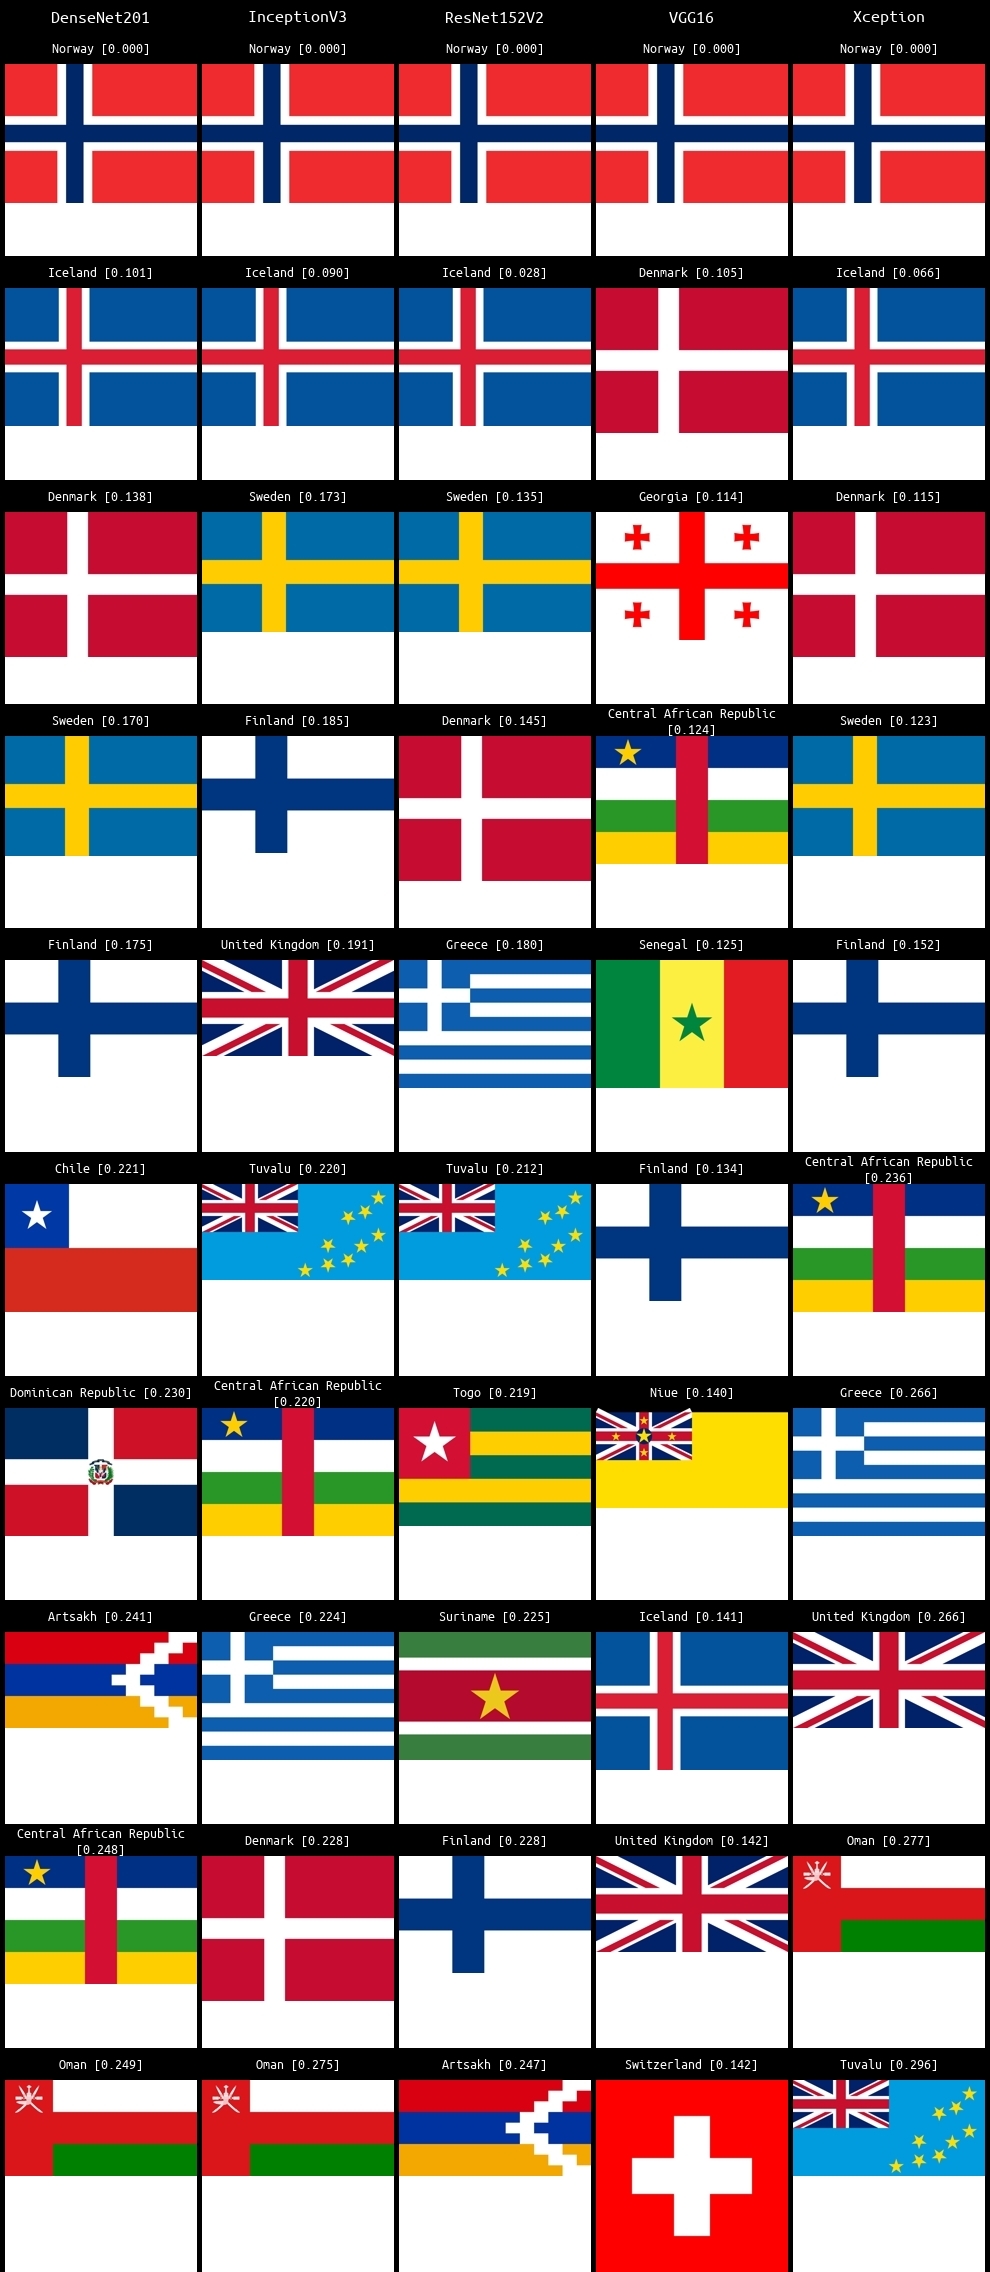 DenseNet201 InceptionV3 ResNet152V2 VGG16 Xception
Norway [0.000] Norway [0.000] Norway [0.000] Norway [0.000] Norway [0.000]
Iceland [0.101] Iceland [0.090] Iceland [0.028] Denmark [0.105] Iceland [0.066]
Denmark [0.138] Sweden [0.173] Sweden [0.135] Georgia [0.114] Denmark [0.115]
Sweden [0.170] Finland [0.185] Denmark [0.145] Central African Republic Sweden [0.123]
[0.124]
Finland [0.175] United Kingdom [0.191] Greece [0.180] Senegal [0.125] Finland [0.152]
Chile [0.221] Tuvalu [0.220] Tuvalu [0.212] Finland [0.134] Central African Republic
[0.236]
Dominican Republic [0.230] Central African Republic Togo [0.219] Niue [0.140] Greece [0.266]
[0.220]
Artsakh [0.241] Greece [0.224] Suriname [0.225] Iceland [0.141] United Kingdom [0.266]
Central African Republic Denmark [0.228] Finland [0.228] United Kingdom [0.142] Oman [0.277]
[0.248]
Oman [0.249] Oman [0.275] Artsakh [0.247] Switzerland [0.142] Tuvalu [0.296]